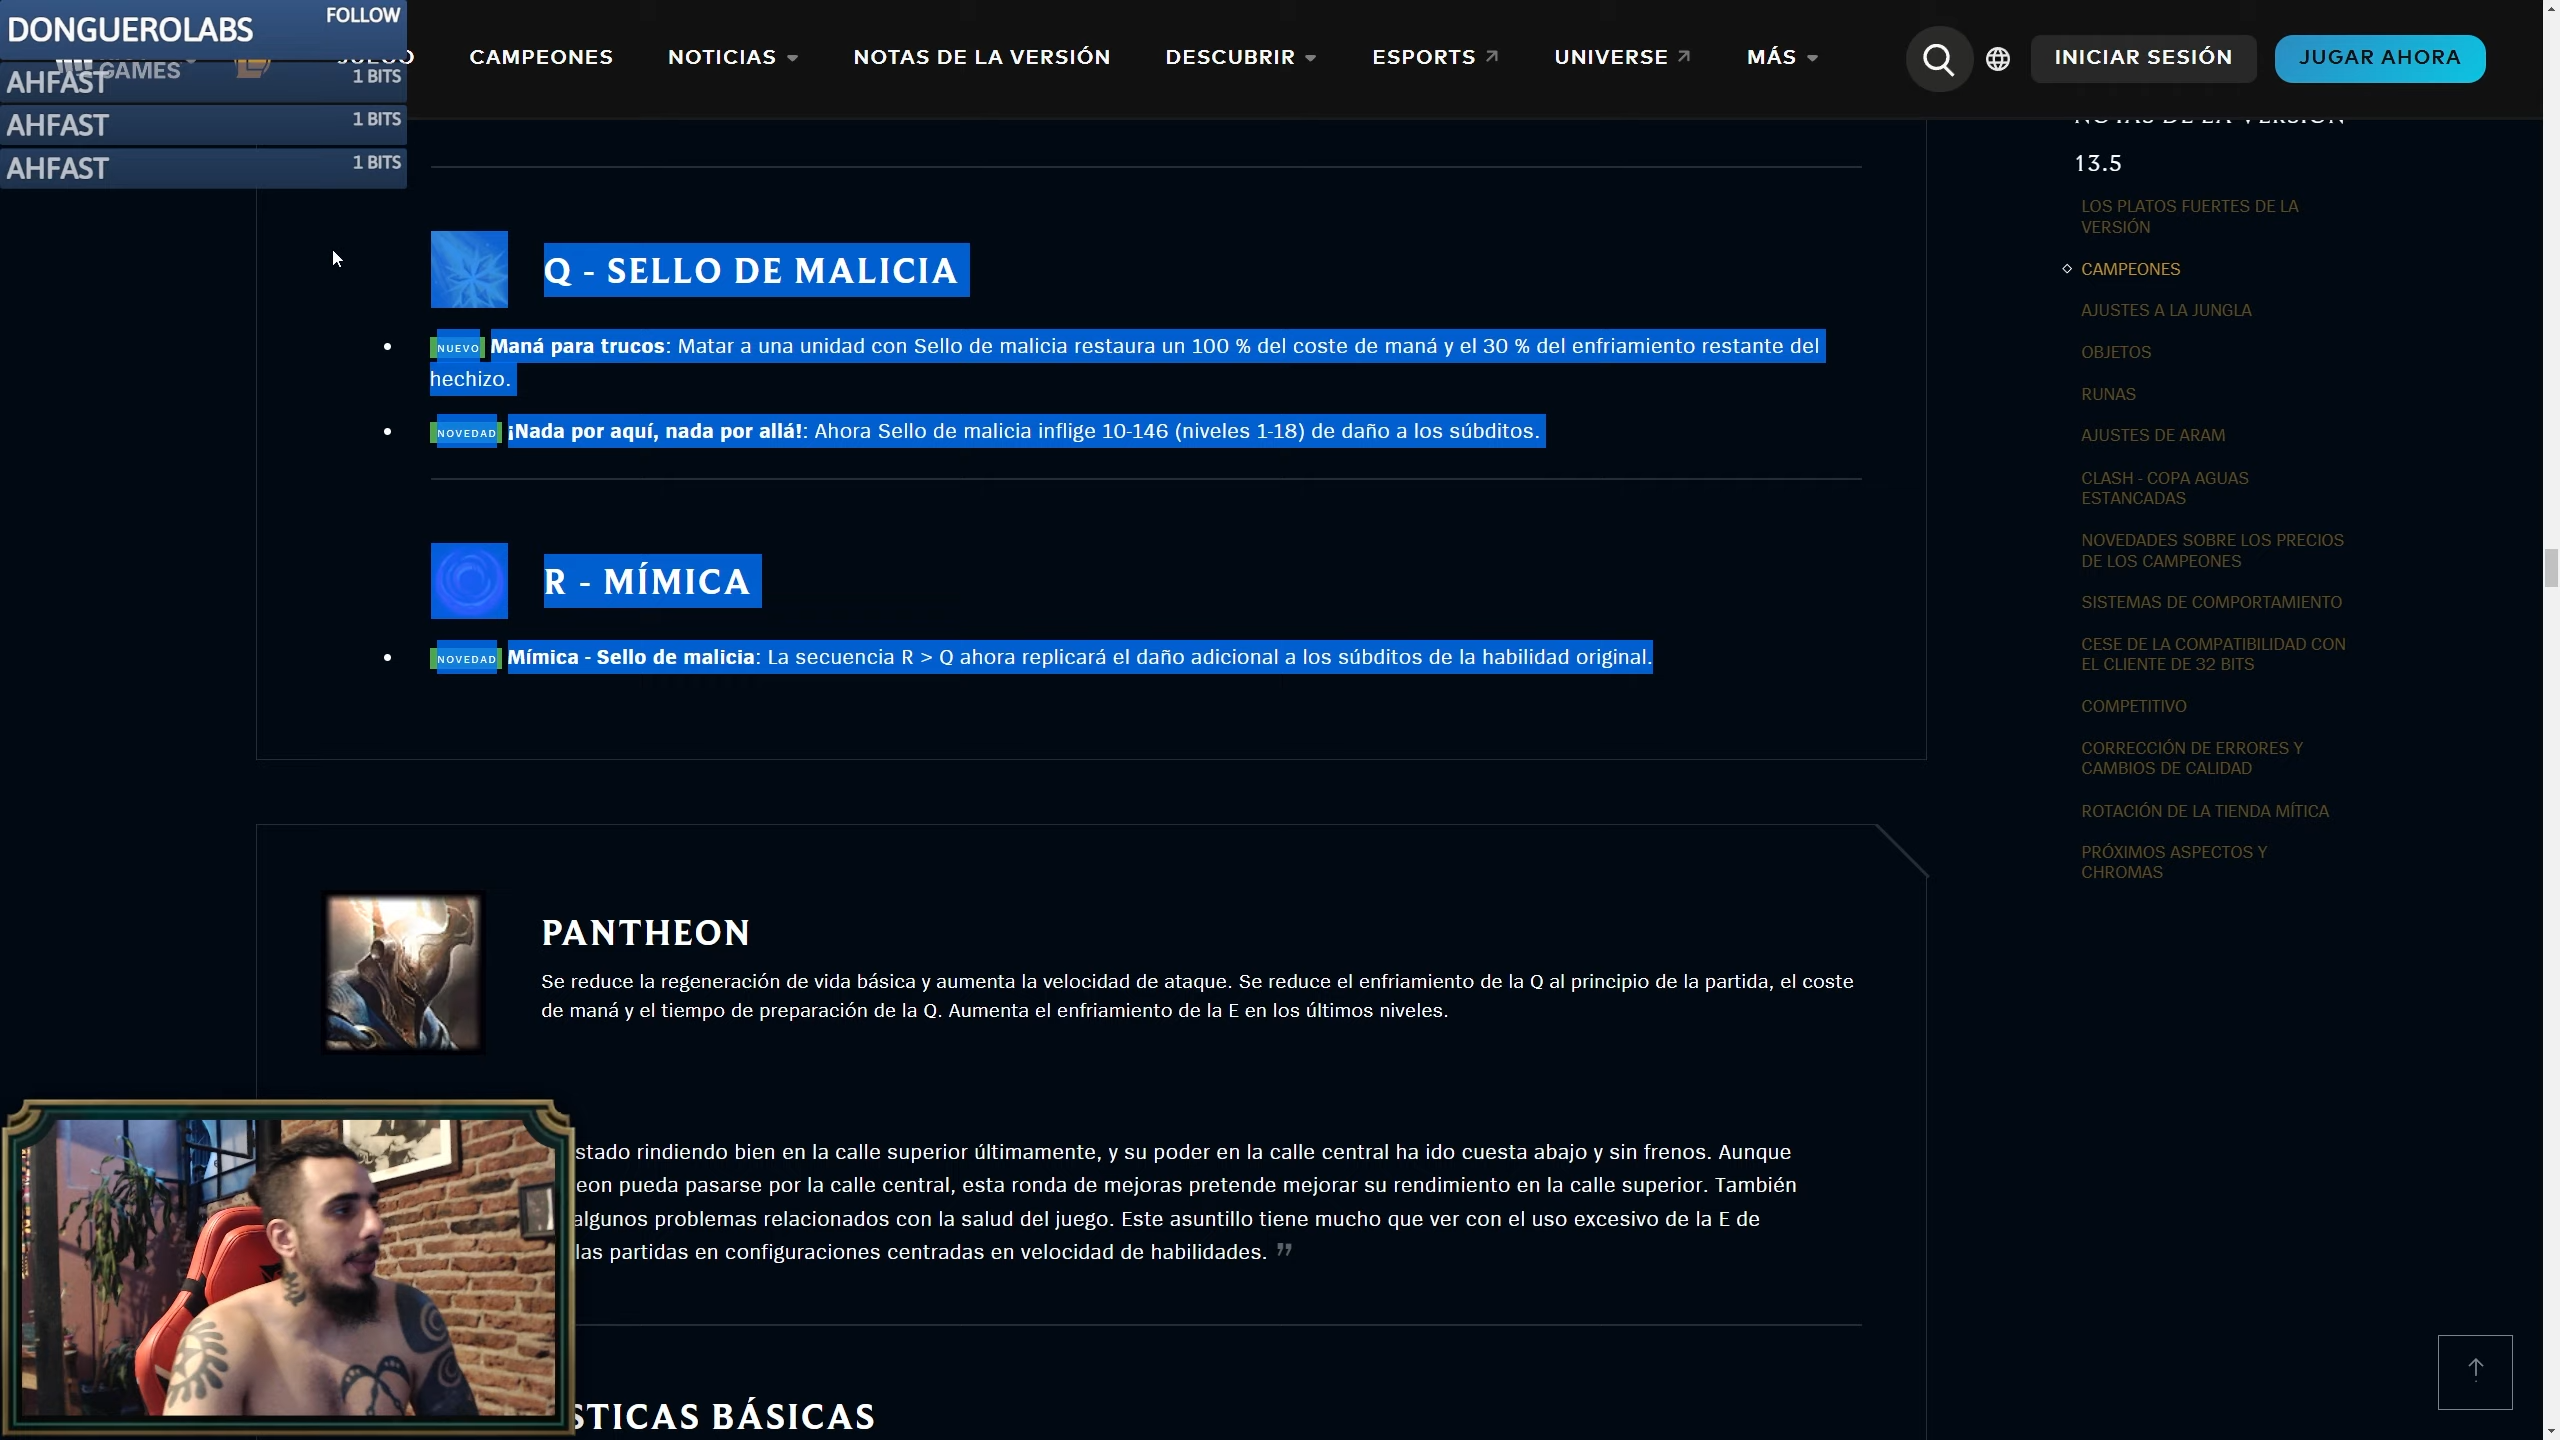 DONGUEROLABS FOLLOW
AHFAST 1 BITS
AHFAST 1 BITS
AHFAST 1 BITS
GAMES
JUEGO CAMPEONES NOTICIAS NOTAS DE LA VERSIÓN DESCUBRIR ESPORTS UNIVERSE MÁS INICIAR SESIÓN JUGAR AHORA
Q - SELLO DE MALICIA
NUEVO Maná para trucos: Matar a una unidad con Sello de malicia restaura un 100 % del coste de maná y el 30 % del enfriamiento restante del
hechizo.
NOVEDAD ¡Nada por aquí, nada por allá!: Ahora Sello de malicia inflige 10-146 (niveles 1-18) de daño a los súbditos.
R - MÍMICA
NOVEDAD Mímica - Sello de malicia: La secuencia R > Q ahora replicará el daño adicional a los súbditos de la habilidad original.
PANTHEON
Se reduce la regeneración de vida básica y aumenta la velocidad de ataque. Se reduce el enfriamiento de la Q al principio de la partida, el coste
de maná y el tiempo de preparación de la Q. Aumenta el enfriamiento de la E en los últimos niveles.
stado rindiendo bien en la calle superior últimamente, y su poder en la calle central ha ido cuesta abajo y sin frenos. Aunque
eon pueda pasarse por la calle central, esta ronda de mejoras pretende mejorar su rendimiento en la calle superior. También
algunos problemas relacionados con la salud del juego. Este asuntillo tiene mucho que ver con el uso excesivo de la E de
las partidas en configuraciones centradas en velocidad de habilidades. ”
STICAS BÁSICAS
NOTAS DE LA VERSIÓN
13.5
LOS PLATOS FUERTES DE LA
VERSIÓN
CAMPEONES
AJUSTES A LA JUNGLA
OBJETOS
RUNAS
AJUSTES DE ARAM
CLASH - COPA AGUAS
ESTANCADAS
NOVEDADES SOBRE LOS PRECIOS
DE LOS CAMPEONES
SISTEMAS DE COMPORTAMIENTO
CESE DE LA COMPATIBILIDAD CON
EL CLIENTE DE 32 BITS
COMPETITIVO
CORRECCIÓN DE ERRORES Y
CAMBIOS DE CALIDAD
ROTACIÓN DE LA TIENDA MÍTICA
PRÓXIMOS ASPECTOS Y
CHROMAS